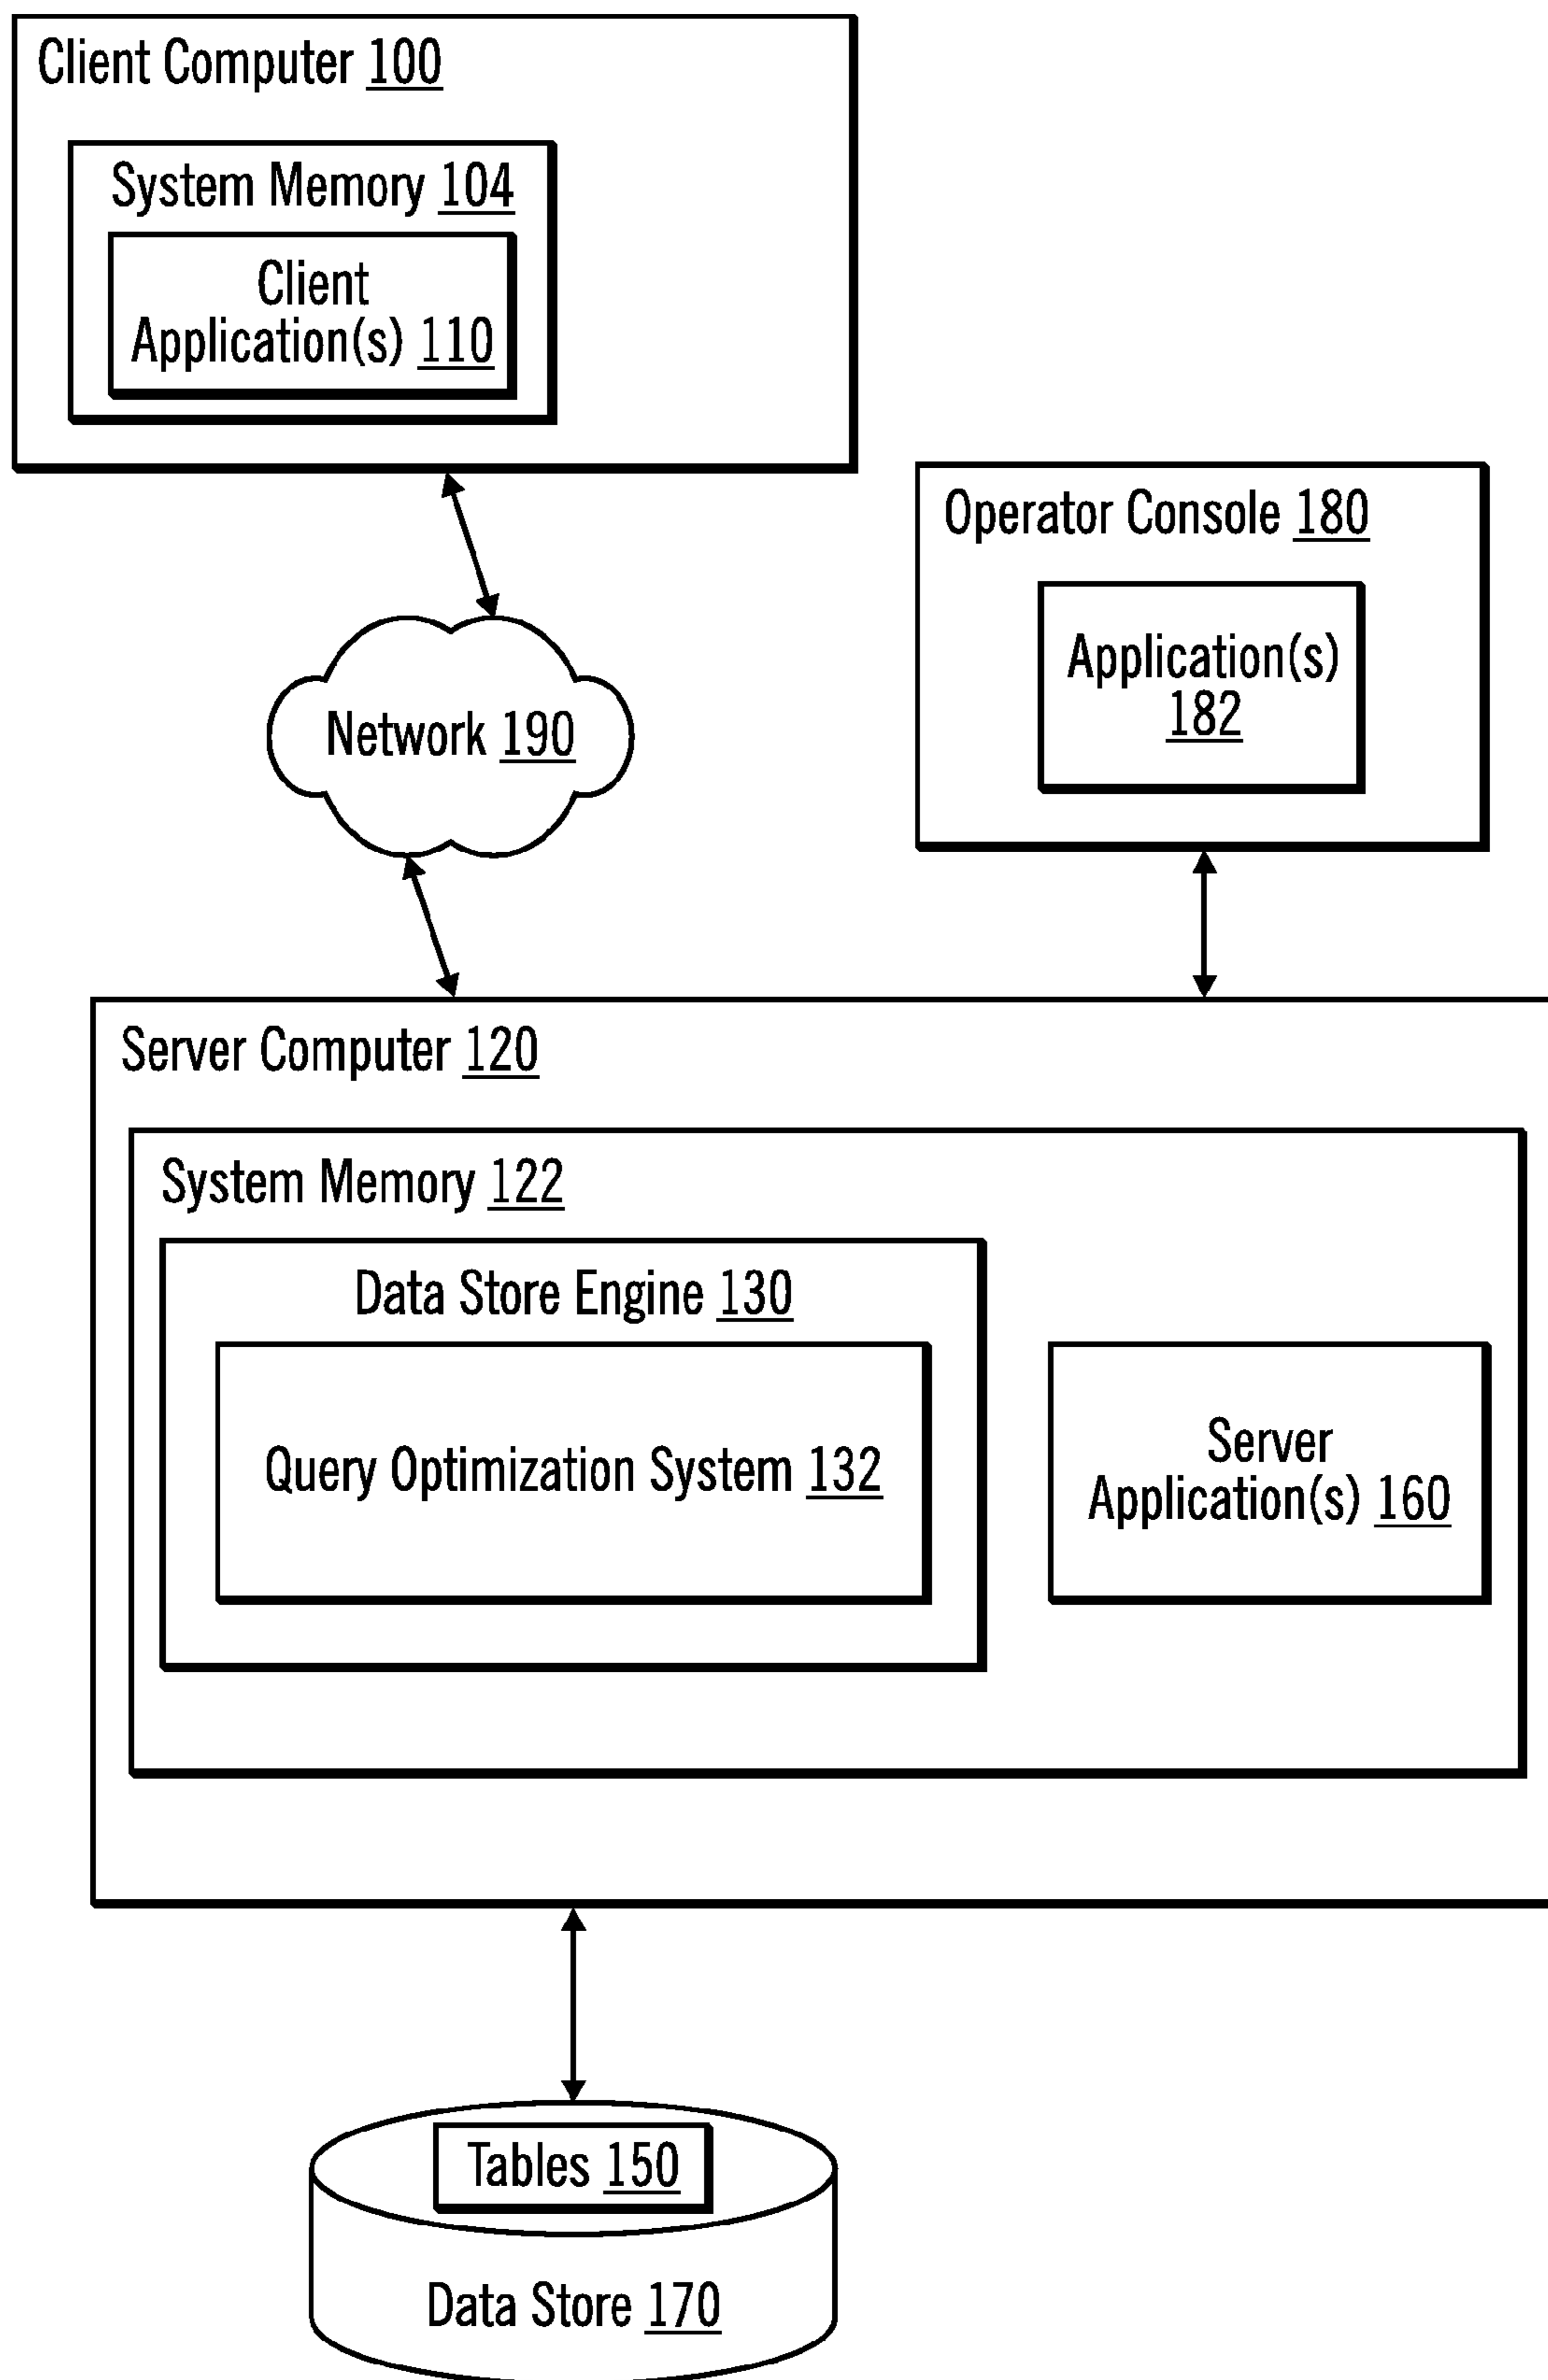 Client Computer 100
System Memory 104
Client
Application(s) 110
Operator Console 180
Application(s)
182
Network 190
Server Computer 120
System Memory 122
Data Store Engine 130
Query Optimization System 132
Server
Application(s) 160
Tables 150
Data Store 170